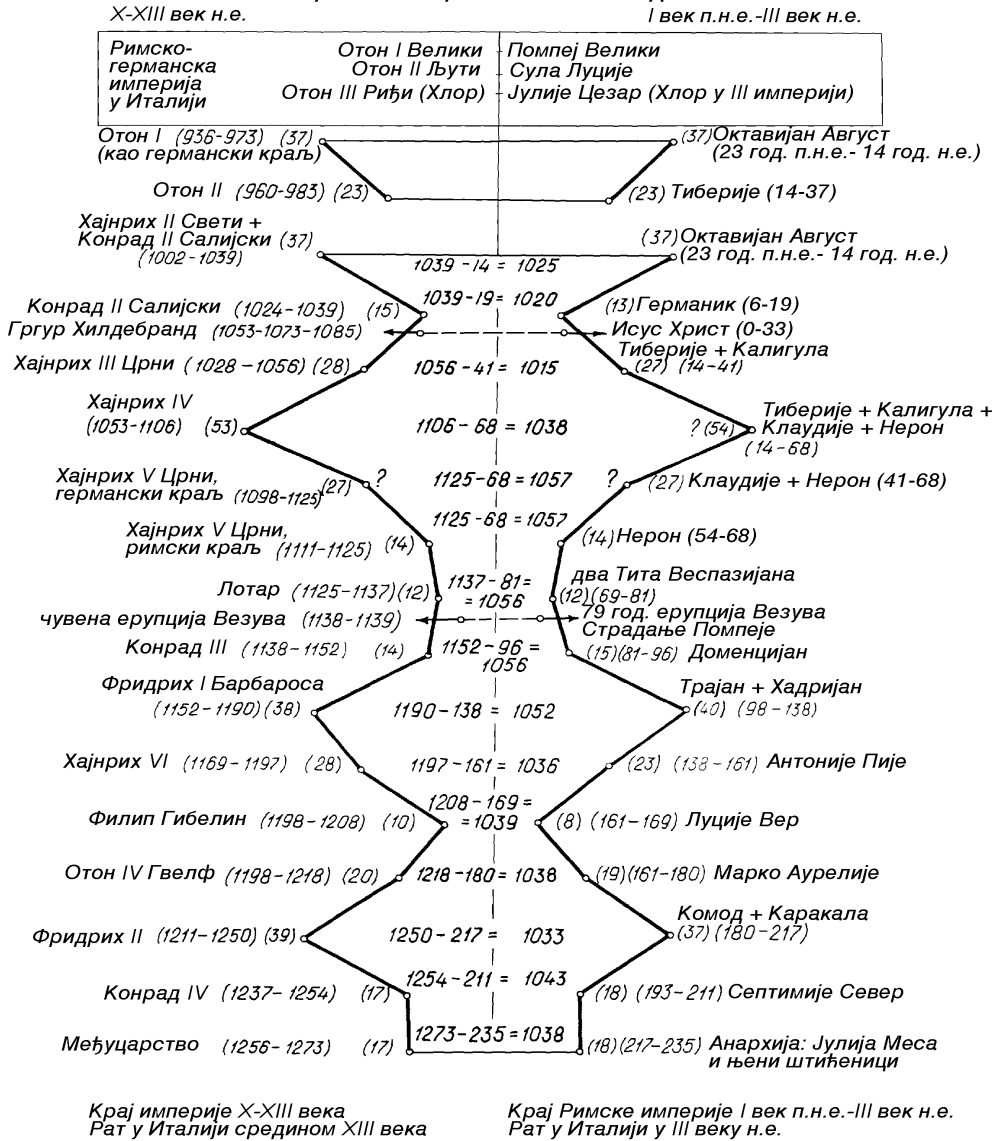 X-XIII век н.е.
I век п.н.е.-III век н.е.
Римско-
германска
империја
у Италији
Отон I Велики
Отон II Љути
Отон III Риђи (Хлор)
Помпеј Велики
Сула Луције
Јулије Цезар (Хлор у III империји)
Отон I (936-973) (37)
(као германски краљ)
(37) Октавијан Август
(23 год. п.н.е.- 14 год. н.е.)
Отон II (960-983) (23)
(23) Тиберије (14-37)
Хајнрих II Свети +
Конрад II Салијски (37)
(1002-1039)
(37) Октавијан Август
(23 год. п.н.е.- 14 год. н.е.)
1039-14 = 1025
Конрад II Салијски (1024-1039) (15)
1039-19 = 1020
(13) Германик (6-19)
Гргур Хилдебранд (1053-1073-1085)
Исус Христ (0-33)
Хајнрих III Црни (1028-1056) (28)
1056-41 = 1015
Тиберије + Калигула
(27) (14-41)
Хајнрих IV
(1053-1106) (53)
1106-68 = 1038
? (54)
Тиберије + Калигула +
Клаудије + Нерон
(14-68)
Хајнрих V Црни,
германски краљ (1098-1125) (27) ?
1125-68 = 1057
? (27) Клаудије + Нерон (41-68)
Хајнрих V Црни,
римски краљ (1111-1125) (14)
1125-68 = 1057
(14) Нерон (54-68)
Лотар (1125-1137) (12)
1137-81 =
= 1056
два Тита Веспазијана
(12) (69-81)
чувена ерупција Везува (1138-1139)
79 год. ерупција Везува
Страдање Помпеје
Конрад III (1138-1152) (14)
1152-96 =
1056
(15) (81-96) Доменцијан
Фридрих I Барбароса
(1152-1190) (38)
1190-138 = 1052
Трајан + Хадријан
(40) (98-138)
Хајнрих VI (1169-1197) (28)
1197-161 = 1036
(23) (138-161) Антоније Пије
Филип Гибелин (1198-1208) (10)
1208-169 =
= 1039
(8) (161-169) Луције Вер
Отон IV Гвелф (1198-1218) (20)
1218-180 = 1038
(19) (161-180) Марко Аурелије
Фридрих II (1211-1250) (39)
1250-217 = 1033
Комод + Каракала
(37) (180-217)
Конрад IV (1237-1254) (17)
1254-211 = 1043
(18) (193-211) Септимије Север
Међуцарство (1256-1273) (17)
1273-235 = 1038
(18) (217-235) Анархија: Јулија Меса
и њени штићеници
Крај империје X-XIII века
Рат у Италији средином XIII века
Крај Римске империје I век п.н.е.-III век н.е.
Рат у Италији у III веку н.е.